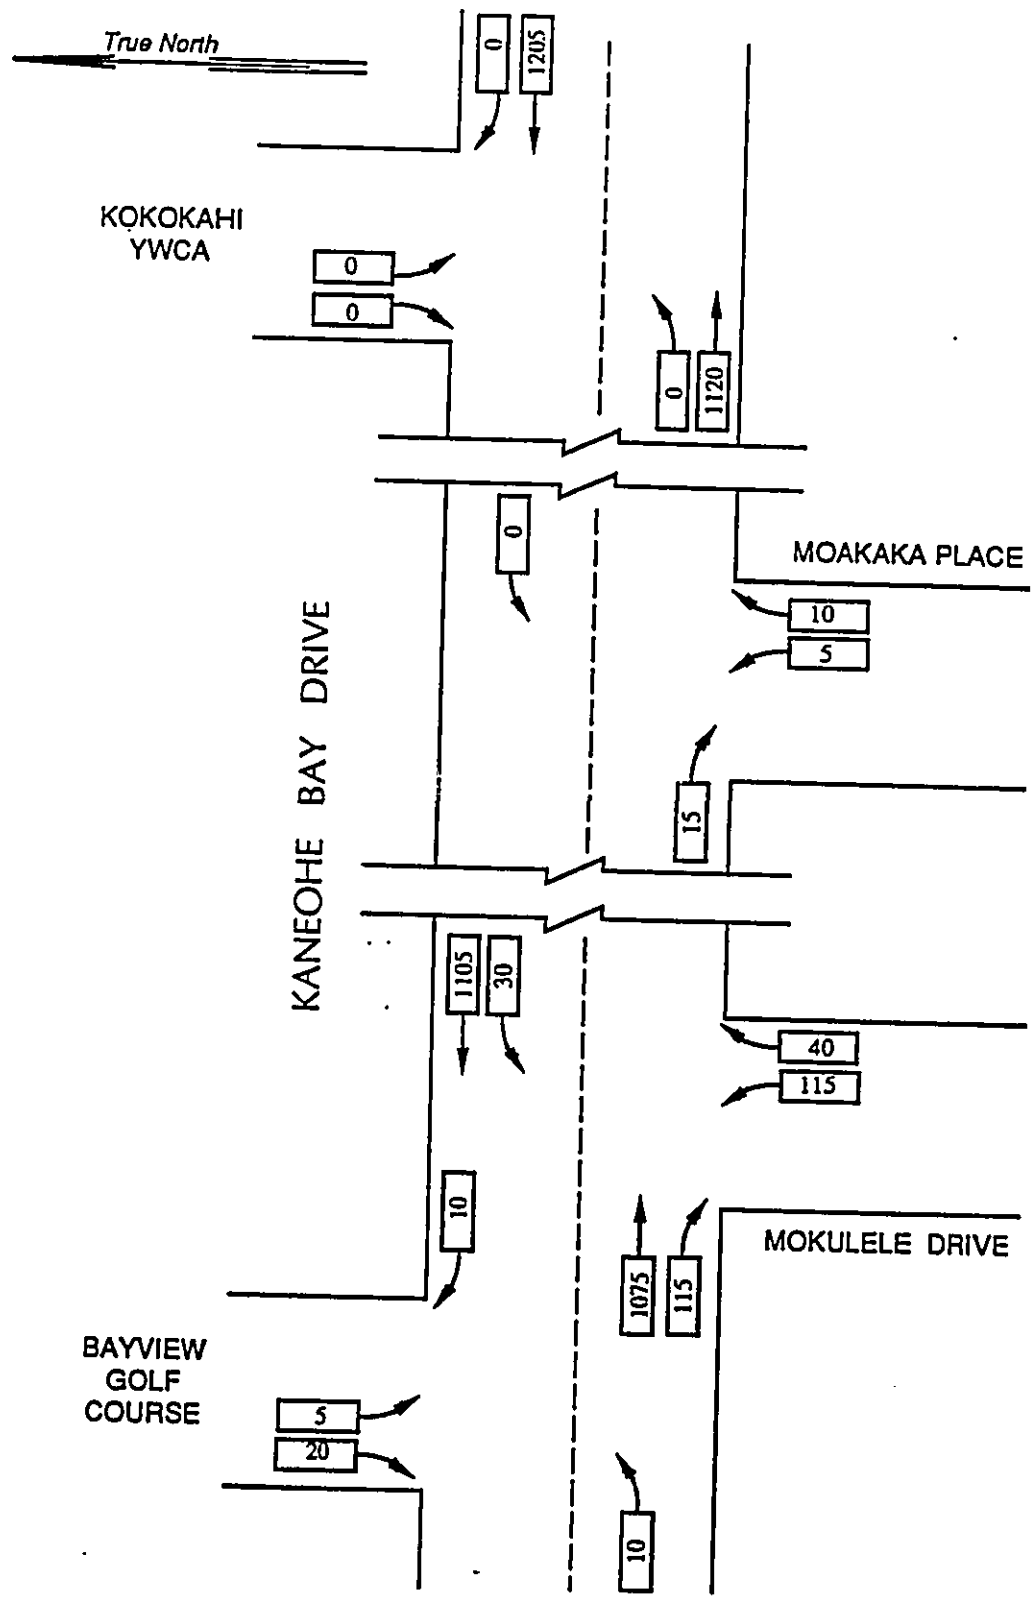 True North
0
1205
KOKOKAHI
YWCA
0
0
0
1120
0
MOAKAKA PLACE
10
5
15
KANEOHE BAY DRIVE
1105
30
40
115
10
MOKULELE DRIVE
1075
115
BAYVIEW
GOLF
COURSE
5
20
10